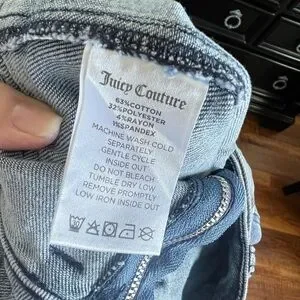 Juicy Couture
63%COTTON
32%POLYESTER
4%RAYON
1%SPANDEX
MACHINE WASH COLD
SEPARATELY
GENTLE CYCLE
INSIDE OUT
DO NOT BLEACH
TUMBLE DRY LOW
REMOVE PROMPTLY
LOW IRON INSIDE OUT